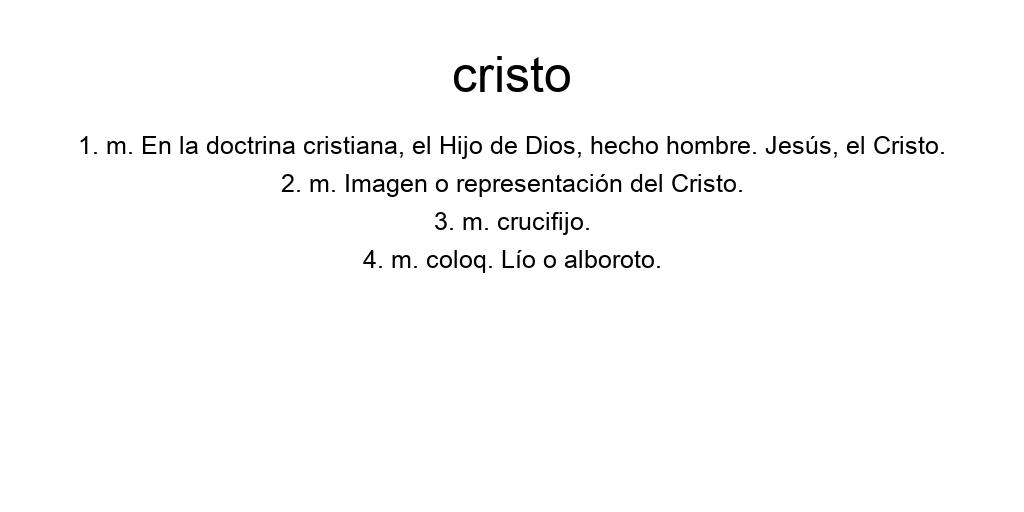 cristo
1. m. En la doctrina cristiana, el Hijo de Dios, hecho hombre. Jesús, el Cristo.
2. m. Imagen o representación del Cristo.
3. m. crucifijo.
4. m. coloq. Lío o alboroto.